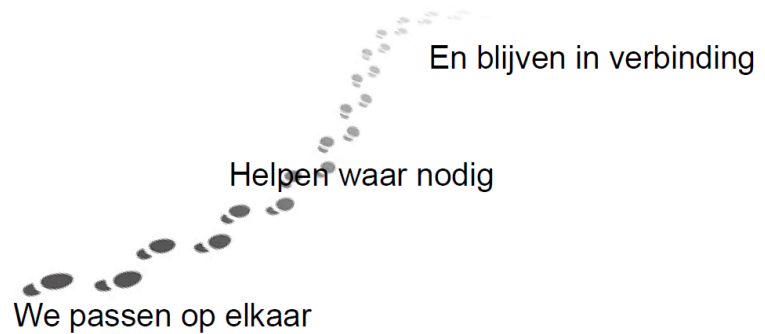 En blijven in verbinding
Helpen waar nodig
We passen op elkaar